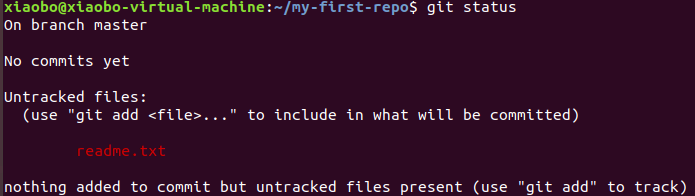 xiaobo@xiaobo-virtual-machine:~/my-first-repo$ git status
On branch master
No commits yet
Untracked files:
(use "git add <file>..." to include in what will be committed)
readme.txt
nothing added to commit but untracked files present (use "git add" to track)